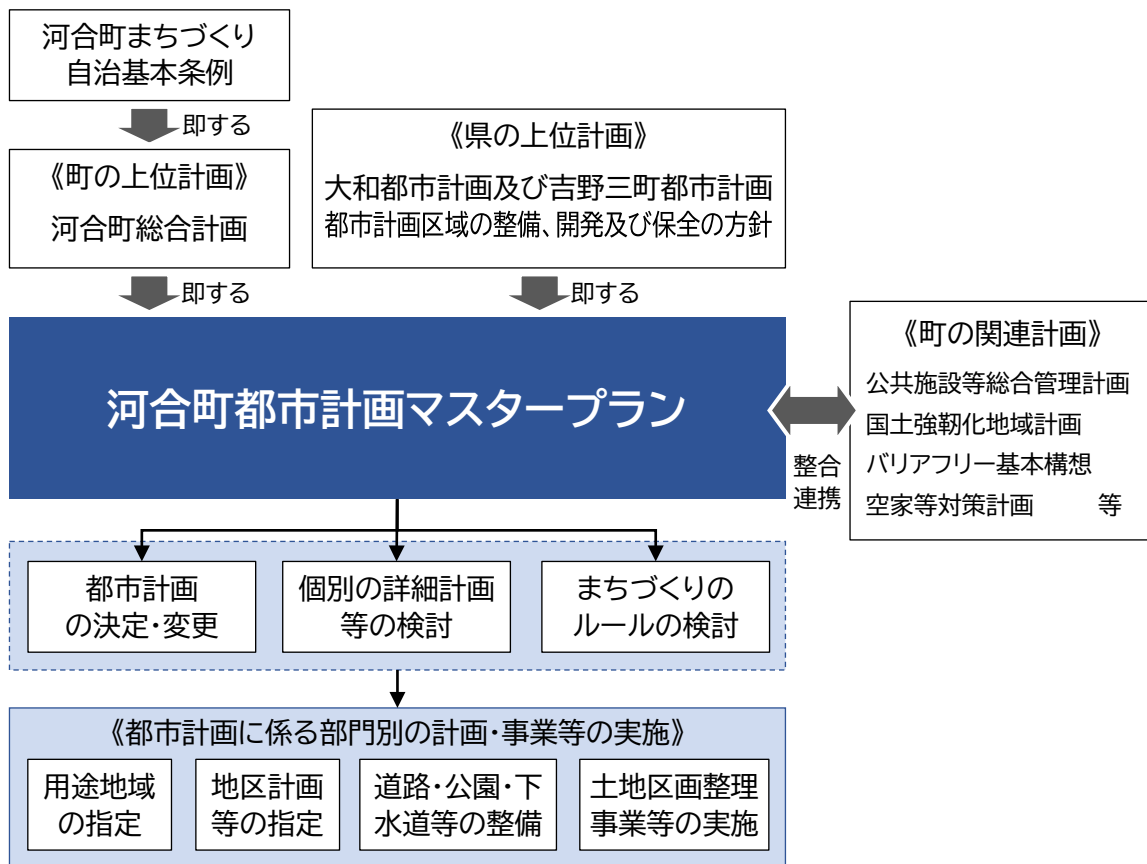 河合町まちづくり
自治基本条例
即する
《町の上位計画》
河合町総合計画
即する
《県の上位計画》
大和都市計画及び吉野三町都市計画
都市計画区域の整備、開発及び保全の方針
即する
河合町都市計画マスタープラン
整合
連携
《町の関連計画》
公共施設等総合管理計画
国土強靭化地域計画
バリアフリー基本構想
空家等対策計画 等
都市計画
の決定・変更
個別の詳細計画
等の検討
まちづくりの
ルールの検討
《都市計画に係る部門別の計画・事業等の実施》
用途地域
の指定
地区計画
等の指定
道路・公園・下
水道等の整備
土地区画整理
事業等の実施